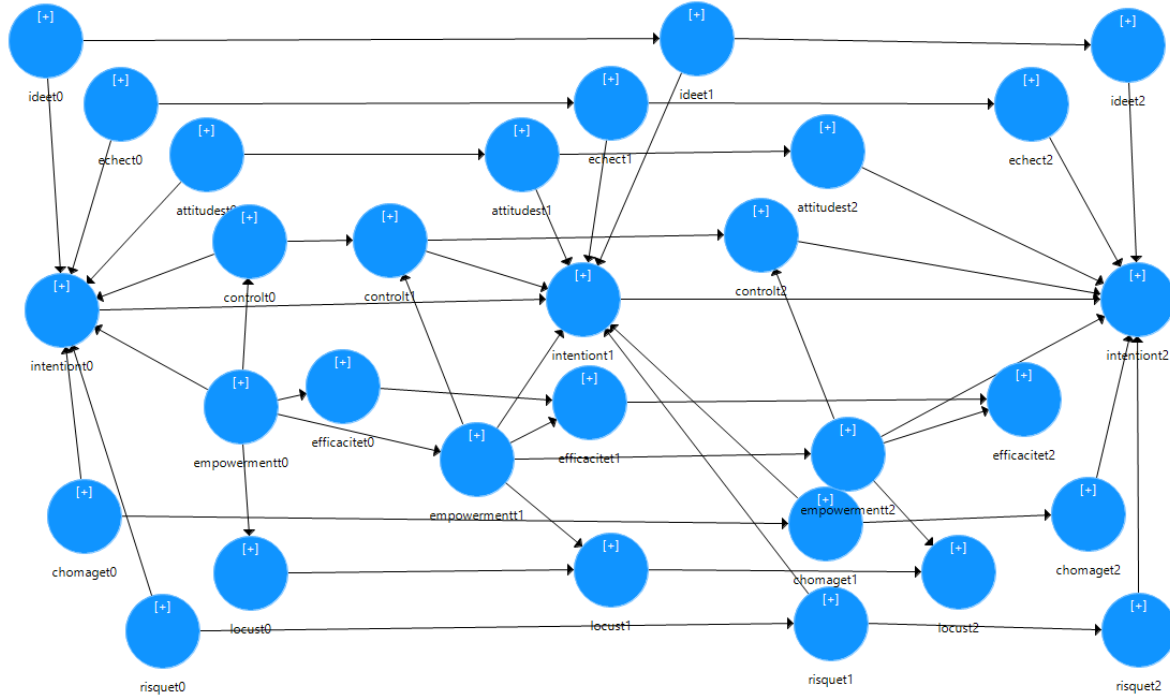 [+]
[+]
[+]
ideet0
ideet1
ideet2
[+]
[+]
[+]
echect0
echect1
echect2
[+]
[+]
[+]
attitudest0
attitudest1
attitudest2
[+]
[+]
[+]
controlt0
controlt1
controlt2
[+]
[+]
[+]
intentiont0
intentiont1
intentiont2
[+]
[+]
[+]
efficacitet0
efficacitet1
efficacitet2
[+]
[+]
[+]
empowermentt0
empowermentt1
empowermentt2
[+]
[+]
[+]
chomaget0
chomaget1
chomaget2
[+]
[+]
[+]
locust0
locust1
locust2
[+]
[+]
[+]
risquet0
risquet1
risquet2